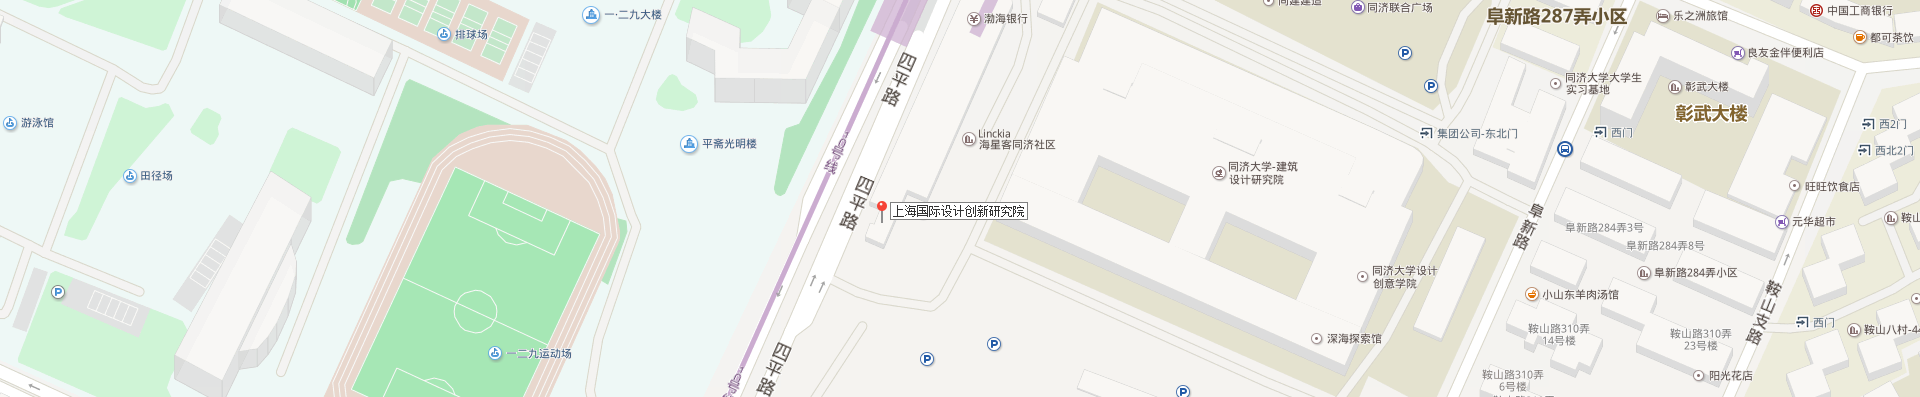 一·二九大楼
排球场
渤海银行
同济联合广场
阜新路287弄小区
乐之洲旅馆
中国工商银行
都可茶饮
良友金伴便利店
四平路
同济大学大学生
实习基地
彰武大楼
彰武大楼
游泳馆
平斋光明楼
Linckia
海星客同济社区
集团公司-东北门
西门
西2门
西北2门
田径场
同济大学-建筑
设计研究院
旺旺饮食店
四平路
上海国际设计创新研究院
阜新路
元华超市
鞍山
阜新路284弄3号
阜新路284弄8号
同济大学设计
创意学院
阜新路284弄小区
小山东羊肉汤馆
鞍山支路
西门
鞍山八村-44
鞍山路310弄
14号楼
鞍山路310弄
23号楼
深海探索馆
一二九运动场
四平路
鞍山路310弄
6号楼
阳光花店